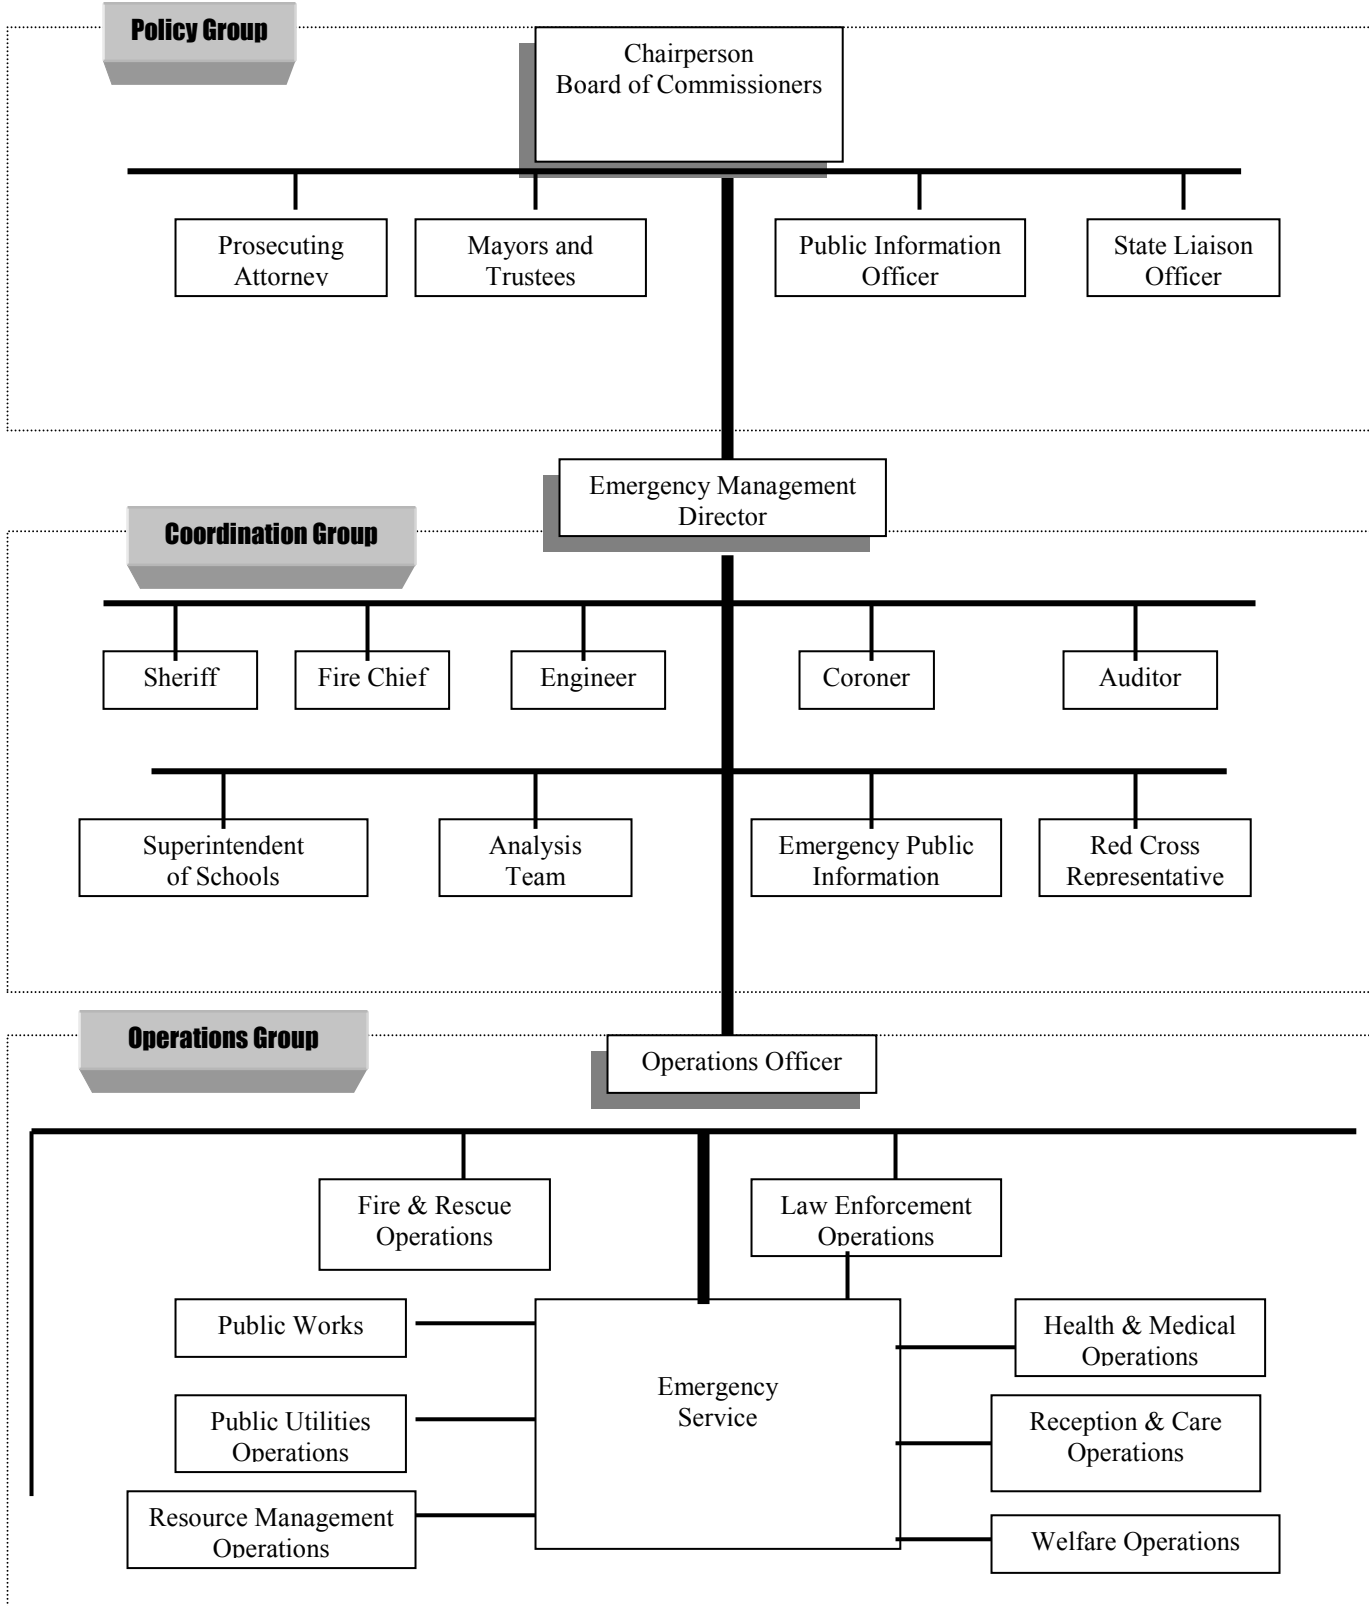 Policy Group
Chairperson
Board of Commissioners
Prosecuting
Attorney
Mayors and
Trustees
Public Information
Officer
State Liaison
Officer
Emergency Management
Director
Coordination Group
Sheriff
Fire Chief
Engineer
Coroner
Auditor
Superintendent
of Schools
Analysis
Team
Emergency Public
Information
Red Cross
Representative
Operations Group
Operations Officer
Fire & Rescue
Operations
Law Enforcement
Operations
Public Works
Health & Medical
Operations
Emergency
Service
Public Utilities
Operations
Reception & Care
Operations
Resource Management
Operations
Welfare Operations